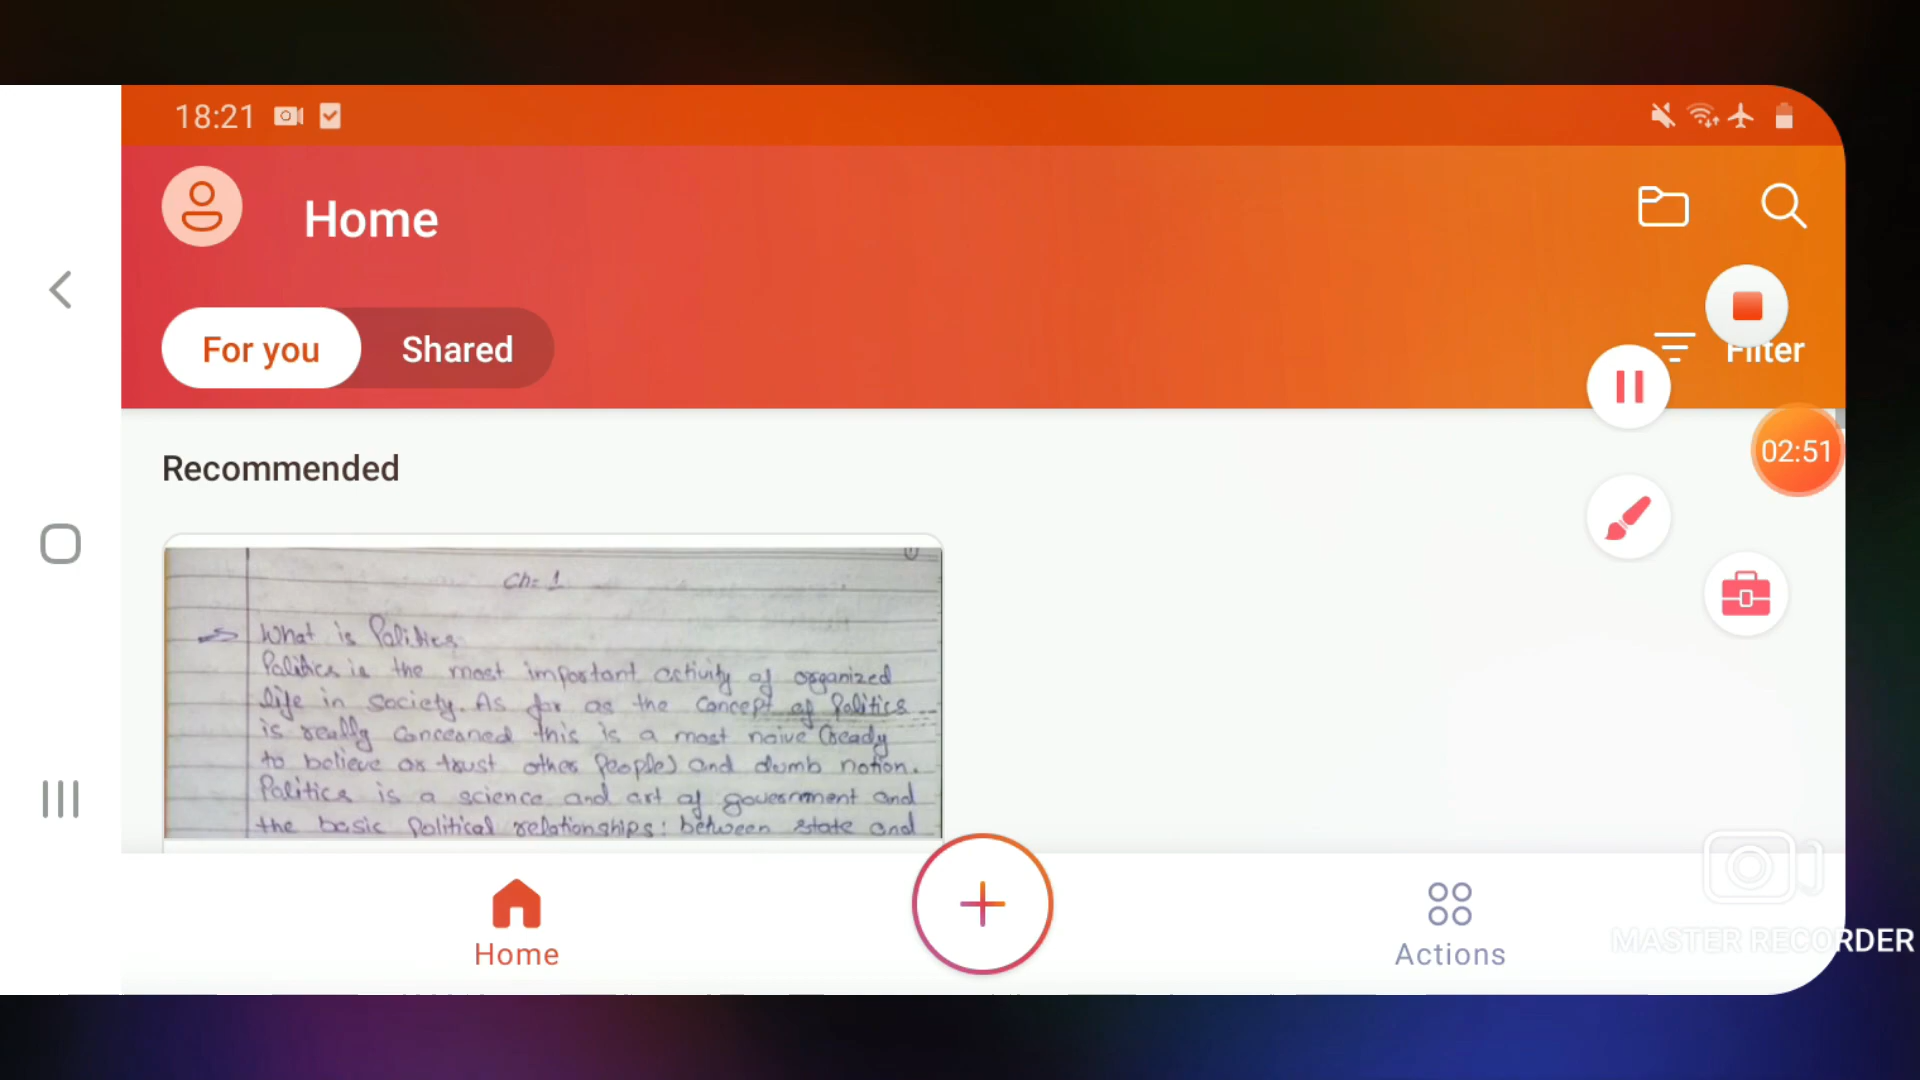 18:21
Home
For you
Shared
Filter
02:51
Recommended
Ch: 1
What is Politics
Politics is the most important activity of organized
life in society. As far as the concept of Politics
is really concerned this is a most naive (ready
to believe or trust other people) and dumb notion.
Politics is a science and art of government and
the basic political relationships: between state and
Home
Actions
MASTER RECORDER